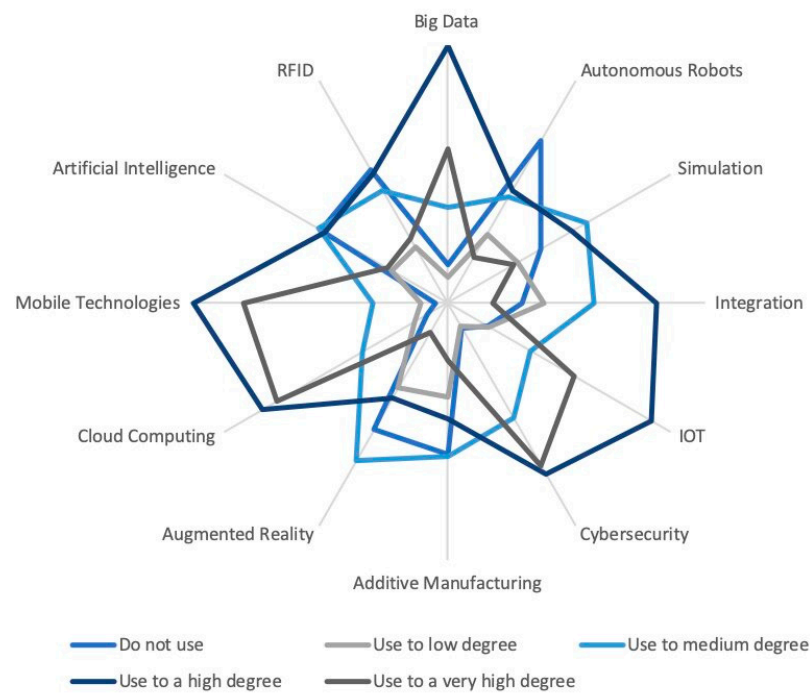 Big Data
RFID
Autonomous Robots
Artificial Intelligence
Simulation
Mobile Technologies
Integration
Cloud Computing
IOT
Augmented Reality
Cybersecurity
Additive Manufacturing
Do not use
Use to low degree
Use to medium degree
Use to a high degree
Use to a very high degree